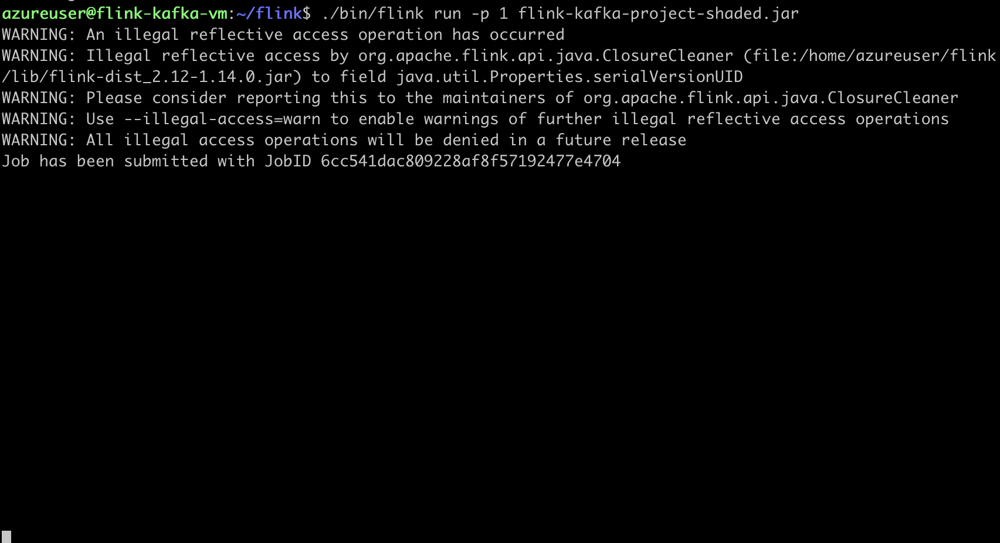 azureuser@flink-kafka-vm:~/flink$ ./bin/flink run -p 1 flink-kafka-project-shaded.jar
WARNING: An illegal reflective access operation has occurred
WARNING: Illegal reflective access by org.apache.flink.api.java.ClosureCleaner (file:/home/azureuser/flink
/lib/flink-dist_2.12-1.14.0.jar) to field java.util.Properties.serialVersionUID
WARNING: Please consider reporting this to the maintainers of org.apache.flink.api.java.ClosureCleaner
WARNING: Use --illegal-access=warn to enable warnings of further illegal reflective access operations
WARNING: All illegal access operations will be denied in a future release
Job has been submitted with JobID 6cc541dac809228af8f57192477e4704